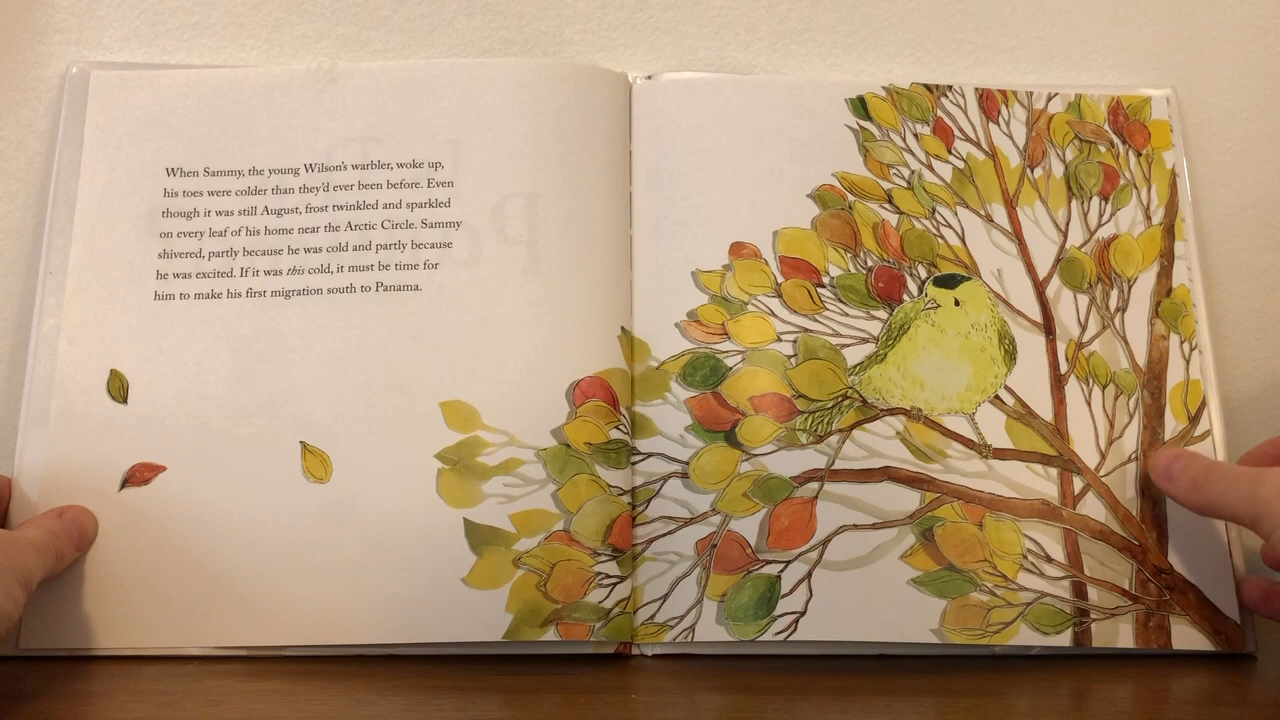 When Sammy, the young Wilson's warbler, woke up,
his toes were colder than they'd ever been before. Even
though it was still August, frost twinkled and sparkled
on every leaf of his home near the Arctic Circle. Sammy
shivered, partly because he was cold and partly because
he was excited. If it was this cold, it must be time for
him to make his first migration south to Panama.